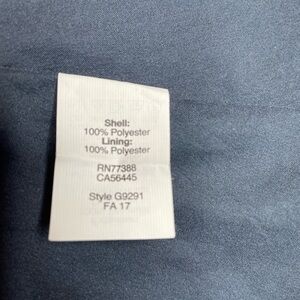 Shell:
100% Polyester
Lining:
100% Polyester
RN77388
CA56445
Style G9291
FA 17